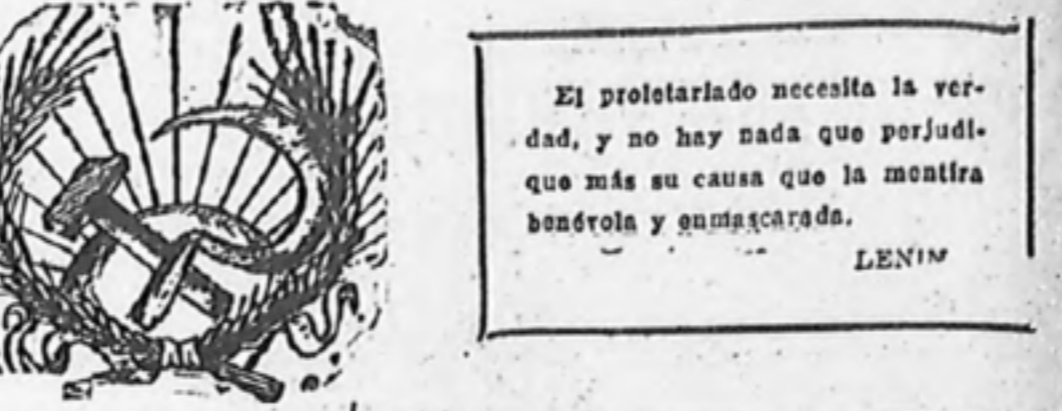 El proletariado necesita la ver-
dad, y no hay nada que perjudi-
que más su causa que la mentira
benévola y enmascarada.
LENIN